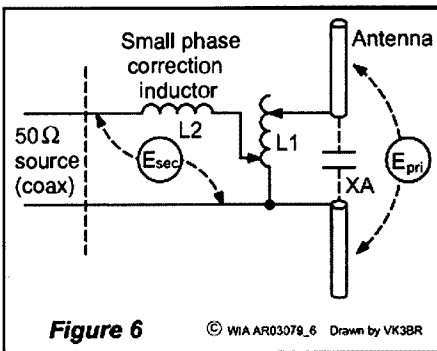 Small phase
correction
inductor
Antenna
L2
L1
50Ω
source
(coax)
Esec
XA
Epri
Figure 6
© WIA AR03079_6 Drawn by VK3BR